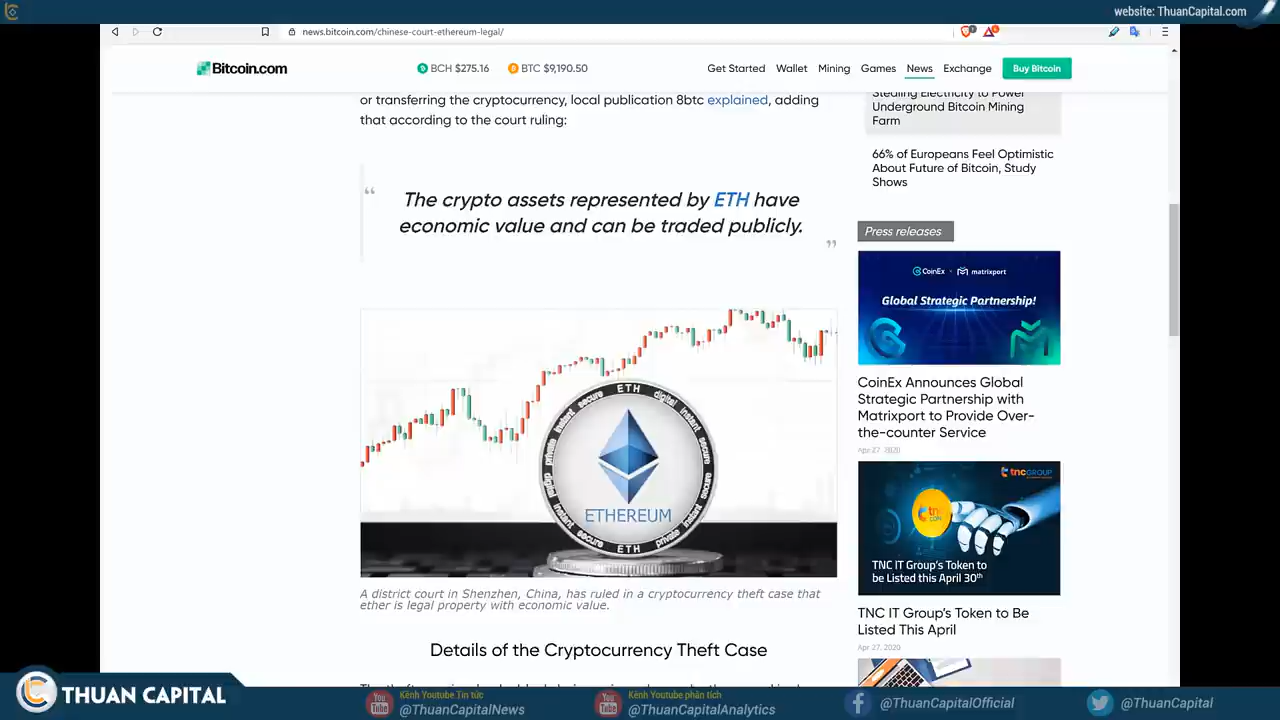 website: ThuanCapital.com
news.bitcoin.com/chinese-court-ethereum-legal/
Bitcoin.com
BCH $275.16
BTC $9,190.50
Get Started
Wallet
Mining
Games
News
Exchange
Buy Bitcoin
or transferring the cryptocurrency, local publication 8btc explained, adding
that according to the court ruling:
“
The crypto assets represented by ETH have
economic value and can be traded publicly.
”
ETH
digital
instant
secure
private
ETHEREUM
ETH
A district court in Shenzhen, China, has ruled in a cryptocurrency theft case that
ether is legal property with economic value.
Details of the Cryptocurrency Theft Case
Stealing Electricity to Power
Underground Bitcoin Mining
Farm
66% of Europeans Feel Optimistic
About Future of Bitcoin, Study
Shows
Press releases
CoinEx × matrixport
Global Strategic Partnership!
CoinEx Announces Global
Strategic Partnership with
Matrixport to Provide Over-
the-counter Service
Apr 27, 2020
tncGROUP
TNC IT Group's Token to
be Listed this April 30th
TNC IT Group's Token to Be
Listed This April
Apr 27, 2020
THUAN CAPITAL
Kênh Youtube Tin tức
@ThuanCapitalNews
Kênh Youtube phân tích
@ThuanCapitalAnalytics
@ThuanCapitalOfficial
@ThuanCapital